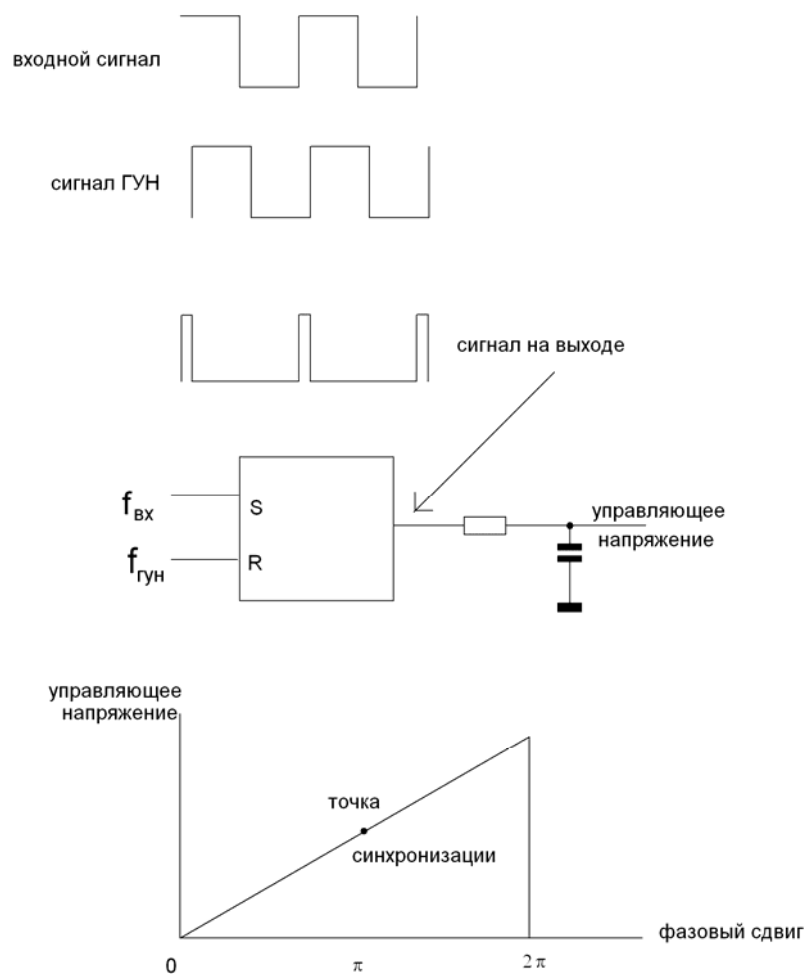 входной сигнал
сигнал ГУН
сигнал на выходе
fвх
S
управляющее
напряжение
fгун
R
управляющее
напряжение
точка
синхронизации
фазовый сдвиг
0
π
2π